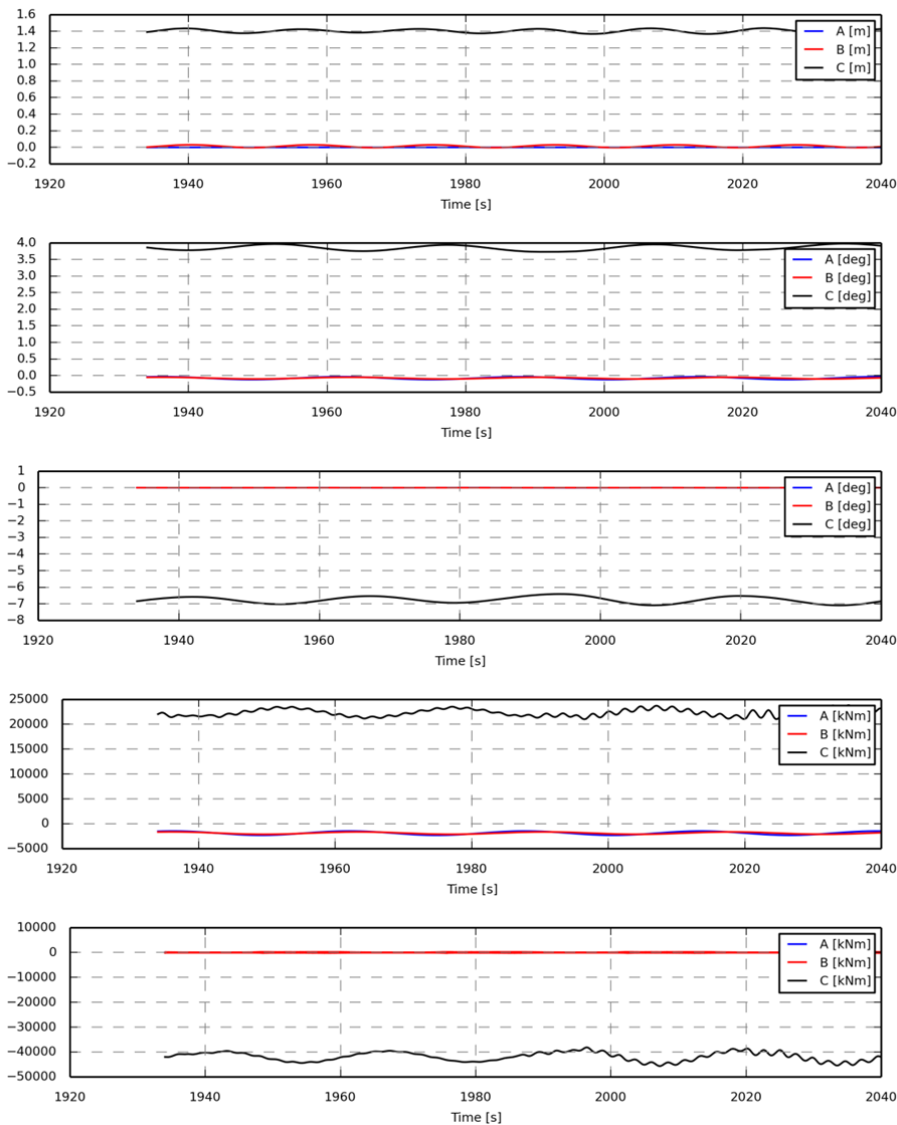 1.6
1.4
1.2
1.0
0.8
0.6
0.4
0.2
0.0
−0.2
A [m]
B [m]
C [m]
1920 1940 1960 1980 2000 2020 2040
Time [s]
4.0
3.5
3.0
2.5
2.0
1.5
1.0
0.5
0.0
−0.5
A [deg]
B [deg]
C [deg]
1920 1940 1960 1980 2000 2020 2040
Time [s]
1
0
−1
−2
−3
−4
−5
−6
−7
−8
A [deg]
B [deg]
C [deg]
1920 1940 1960 1980 2000 2020 2040
Time [s]
25000
20000
15000
10000
5000
0
−5000
A [kNm]
B [kNm]
C [kNm]
1920 1940 1960 1980 2000 2020 2040
Time [s]
10000
0
−10000
−20000
−30000
−40000
−50000
A [kNm]
B [kNm]
C [kNm]
1920 1940 1960 1980 2000 2020 2040
Time [s]